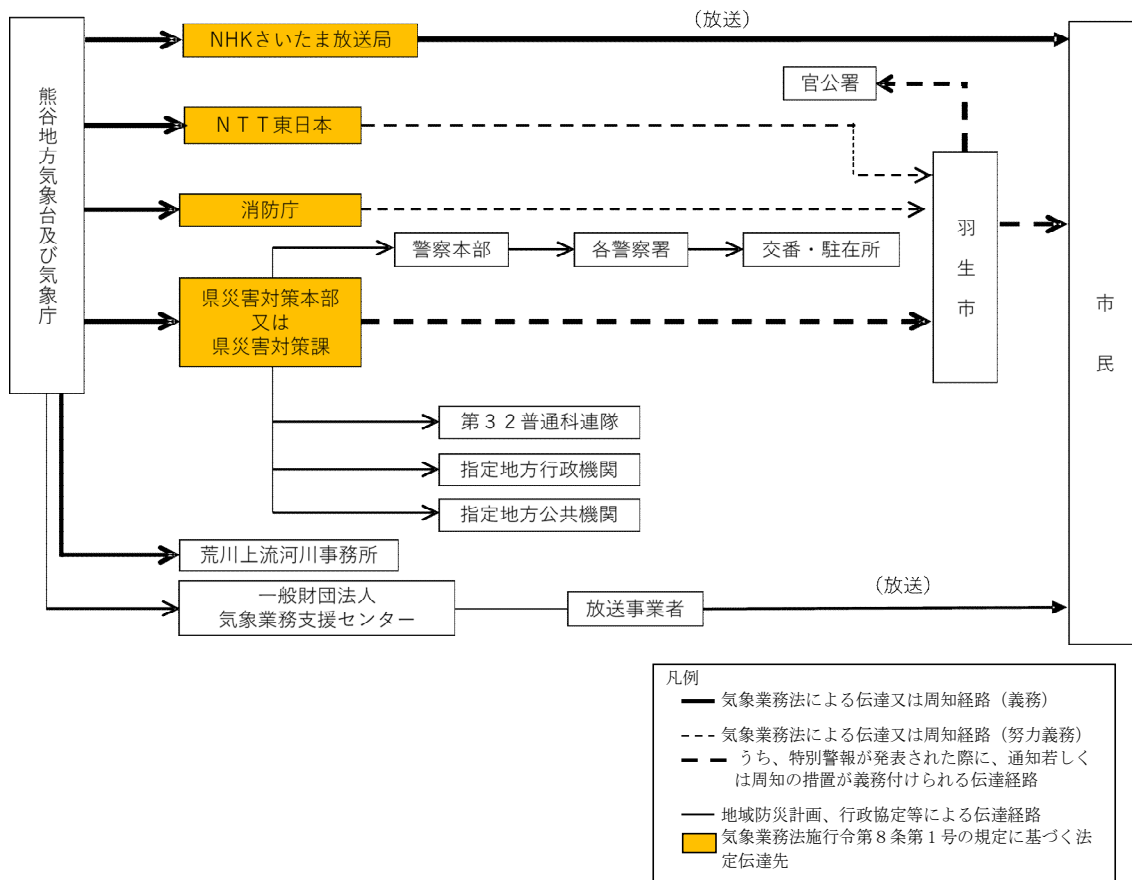 (放送)
NHKさいたま放送局
官公署
熊谷地方気象台及び気象庁
ＮＴＴ東日本
消防庁
羽生市
警察本部
各警察署
交番・駐在所
県災害対策本部
又は
県災害対策課
市民
第３２普通科連隊
指定地方行政機関
指定地方公共機関
荒川上流河川事務所
一般財団法人
気象業務支援センター
放送事業者
(放送)
凡例
気象業務法による伝達又は周知経路（義務）
気象業務法による伝達又は周知経路（努力義務）
うち、特別警報が発表された際に、通知若しく
は周知の措置が義務付けられる伝達経路
地域防災計画、行政協定等による伝達経路
気象業務法施行令第８条第１号の規定に基づく法
定伝達先